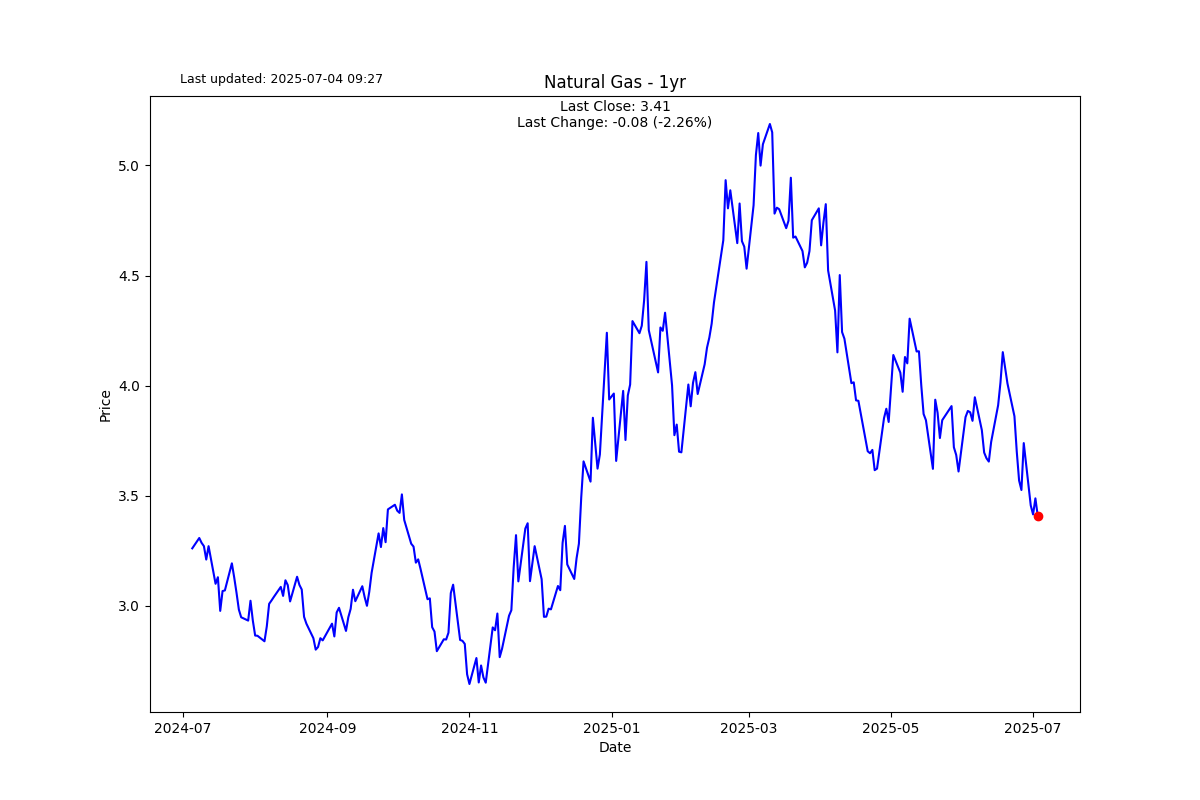 Last updated: 2025-07-04 09:27
Natural Gas - 1yr
Last Close: 3.41
Last Change: -0.08 (-2.26%)
Price
5.0
4.5
4.0
3.5
3.0
2024-07
2024-09
2024-11
2025-01
2025-03
2025-05
2025-07
Date